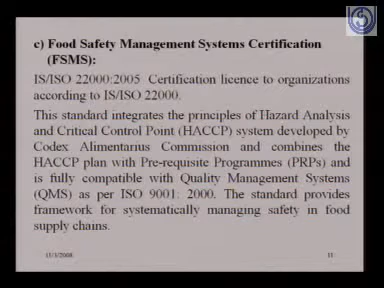 c) Food Safety Management Systems Certification
(FSMS):
IS/ISO 22000:2005 Certification licence to organizations
according to IS/ISO 22000.
This standard integrates the principles of Hazard Analysis
and Critical Control Point (HACCP) system developed by
Codex Alimentarius Commission and combines the
HACCP plan with Pre-requisite Programmes (PRPs) and
is fully compatible with Quality Management Systems
(QMS) as per ISO 9001: 2000. The standard provides
framework for systematically managing safety in food
supply chains.
11/3/2008
11